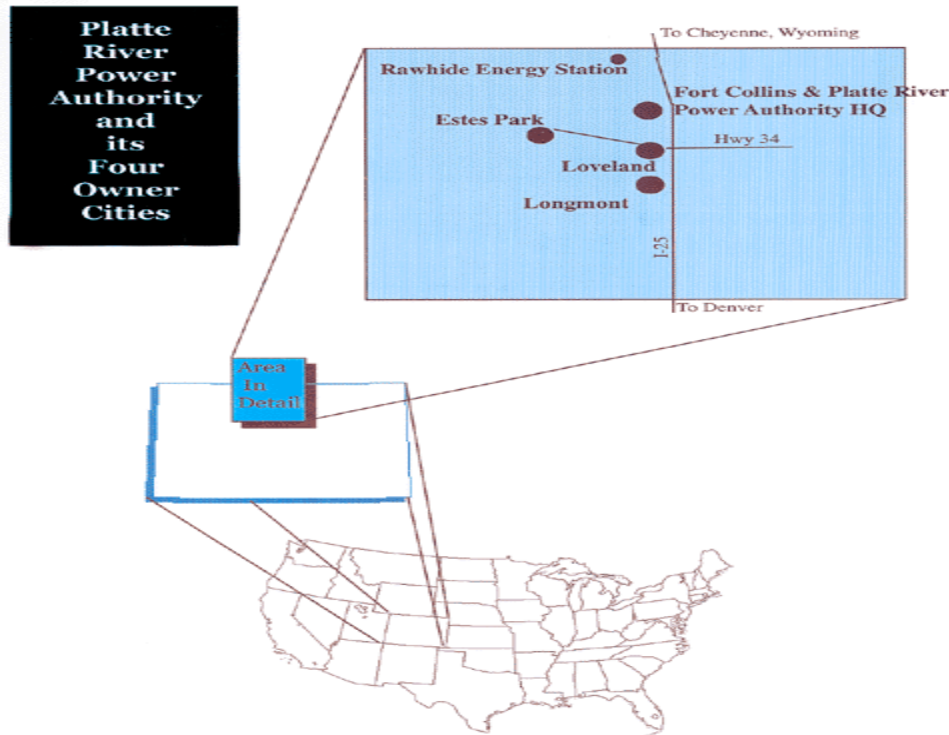 Platte
River
Power
Authority
and
its
Four
Owner
Cities
To Cheyenne, Wyoming
Rawhide Energy Station
Fort Collins & Platte River
Power Authority HQ
Estes Park
Hwy 34
Loveland
Longmont
I-25
To Denver
Area
In
Detail